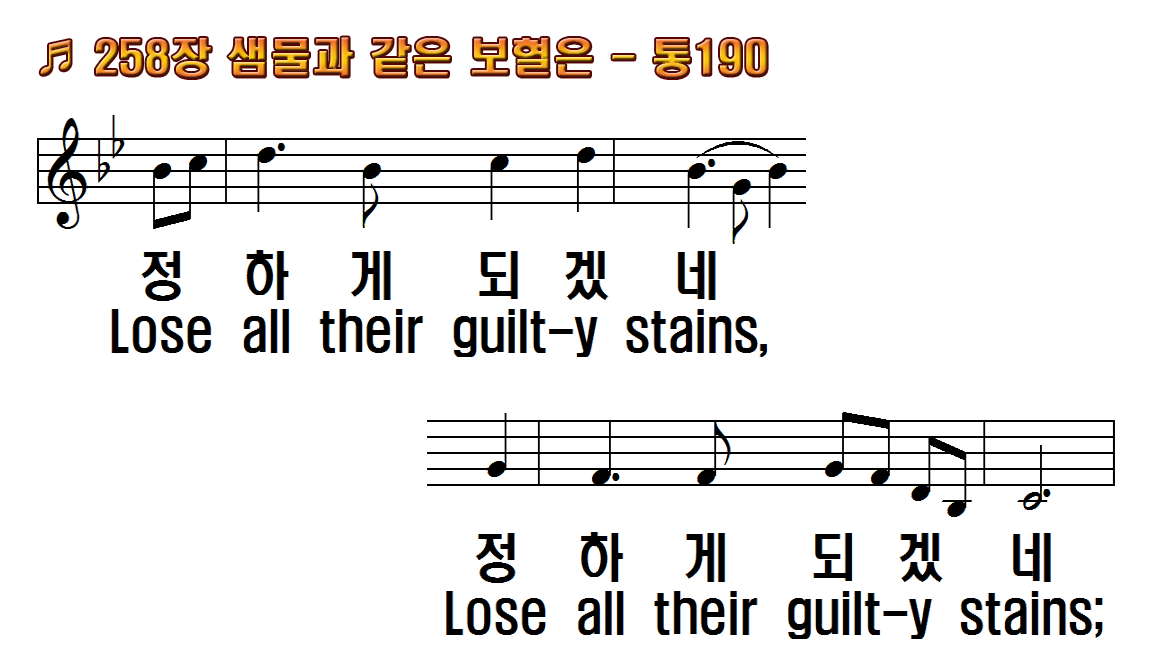 ♬ 258장 샘물과 같은 보혈은 - 통190
정 하 게 되 겠 네
Lose all their guilt-y stains,
정 하 게 되 겠 네
Lose all their guilt-y stains;